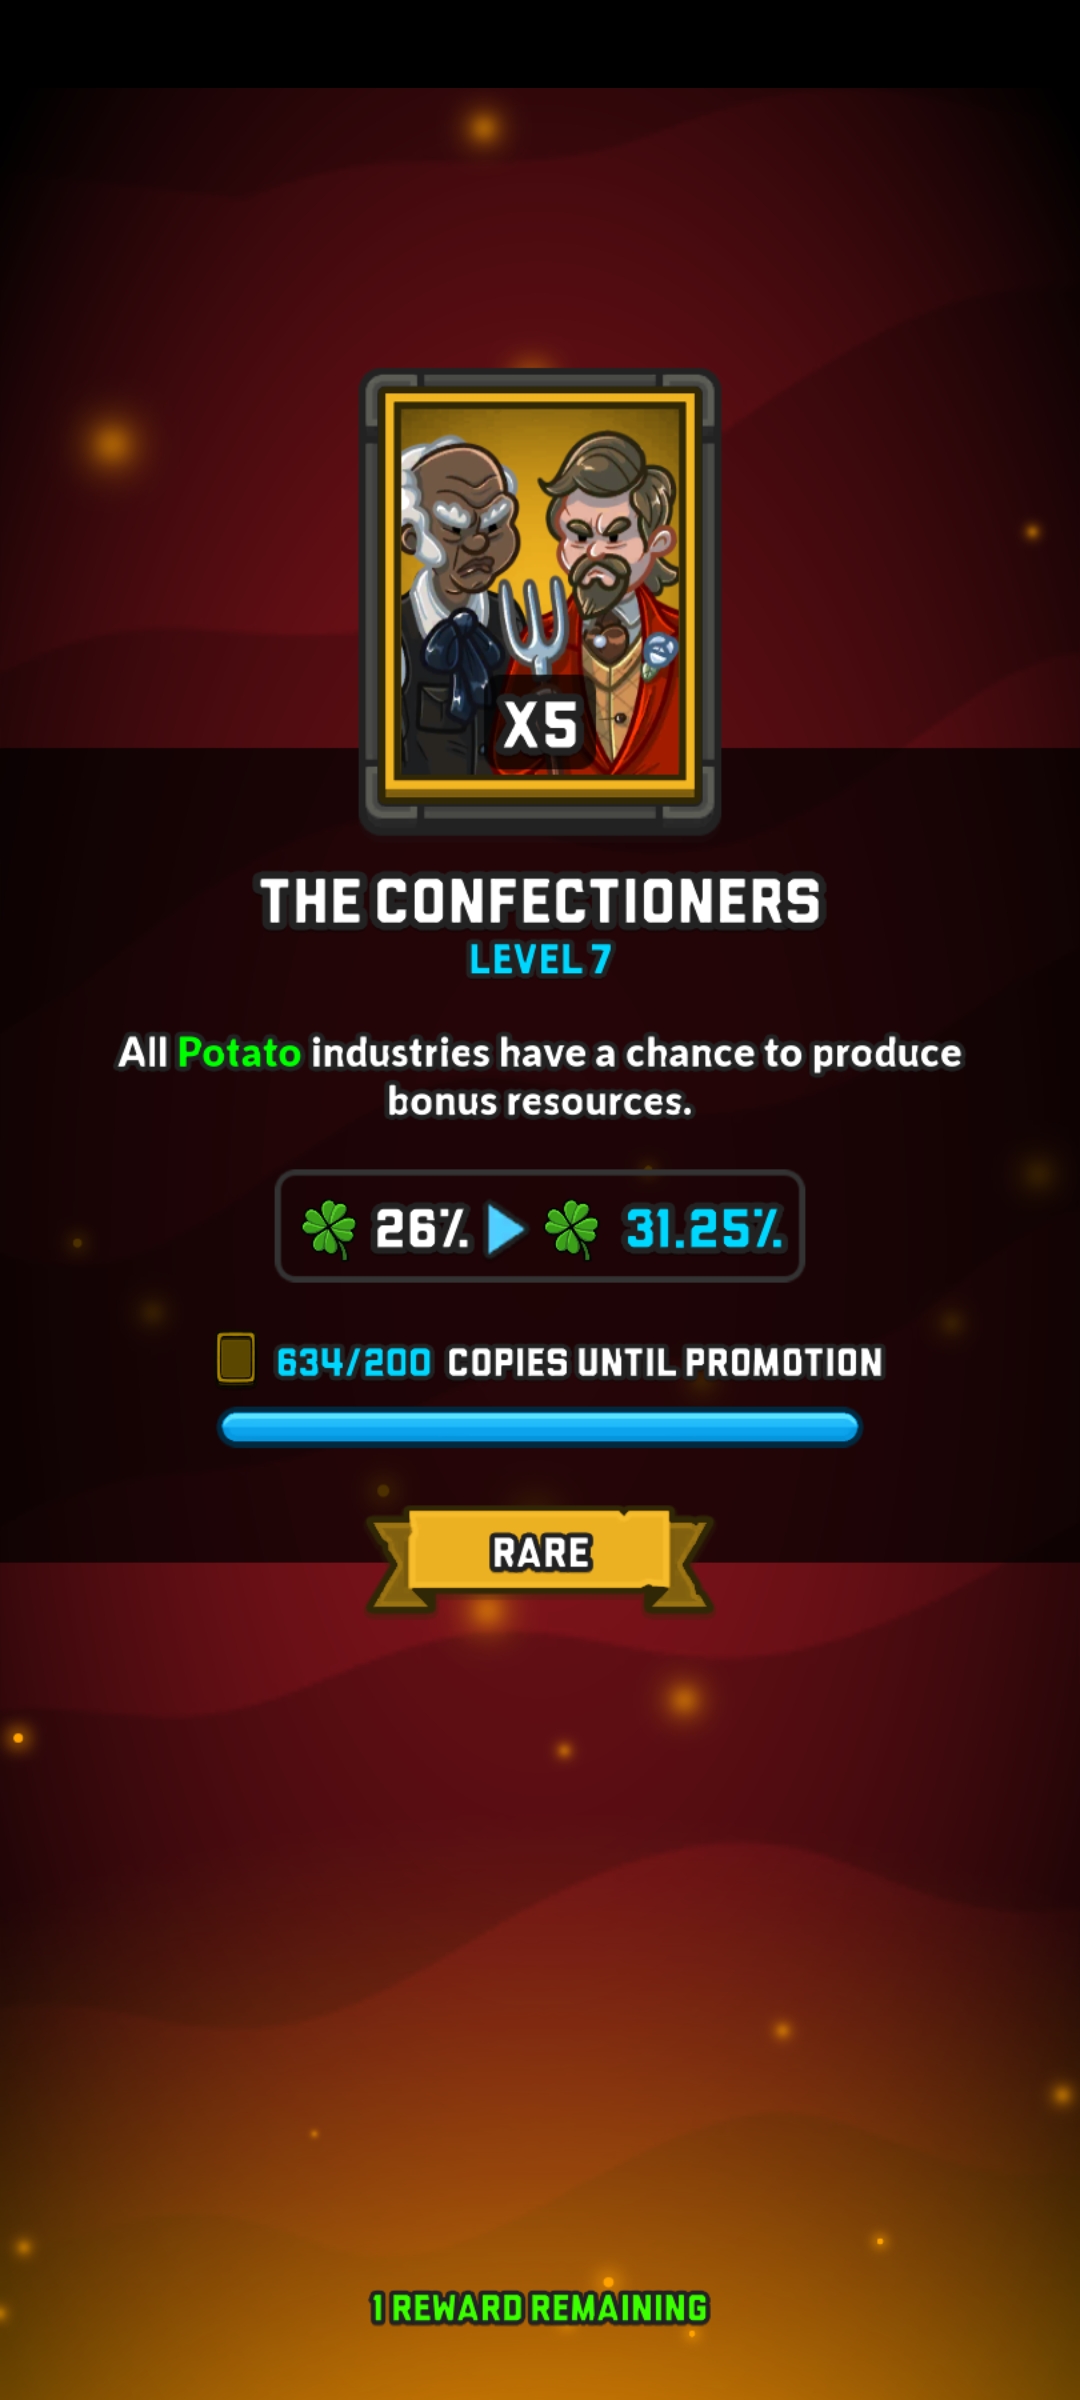 X5
THE CONFECTIONERS
LEVEL 7
All Potato industries have a chance to produce
bonus resources.
26% 31.25%
634/200 COPIES UNTIL PROMOTION
RARE
1 REWARD REMAINING